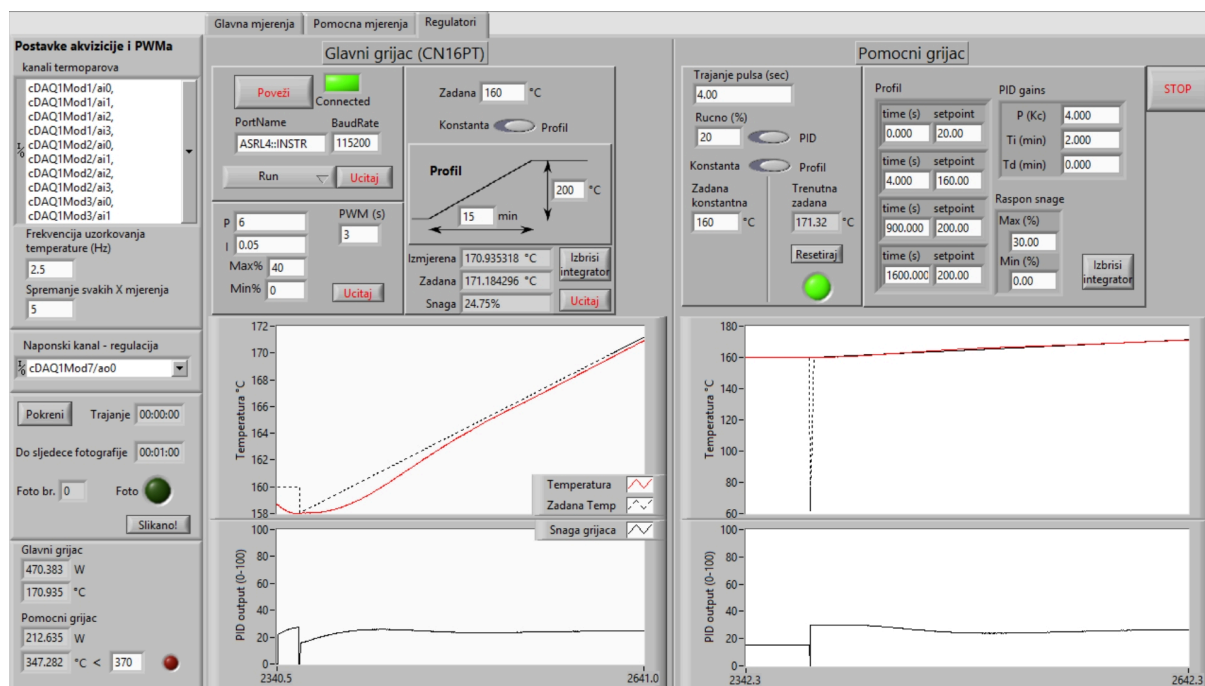 Glavna mjerenja
Pomocna mjerenja
Regulatori
Postavke akvizicije i PWMa
kanali termoparova
cDAQ1Mod1/ai0,
cDAQ1Mod1/ai1,
cDAQ1Mod1/ai2,
cDAQ1Mod1/ai3,
cDAQ1Mod2/ai0,
cDAQ1Mod2/ai1,
cDAQ1Mod2/ai2,
cDAQ1Mod2/ai3,
cDAQ1Mod3/ai0,
cDAQ1Mod3/ai1
Frekvencija uzorkovanja
temperature (Hz)
2.5
Spremanje svakih X mjerenja
5
Naponski kanal - regulacija
cDAQ1Mod7/ao0
Pokreni
Trajanje 00:00:00
Do sljedece fotografije 00:01:00
Foto br. 0
Foto
Slikano!
Glavni grijac
470.383 W
170.935 °C
Pomocni grijac
212.635 W
347.282 °C < 370
Glavni grijac (CN16PT)
Poveži
Connected
PortName
BaudRate
ASRL4::INSTR
115200
Run
Ucitaj
P 6
I 0.05
Max% 40
Min% 0
PWM (s)
3
Ucitaj
Zadana 160 °C
Konstanta
Profil
Profil
200 °C
15 min
Izmjerena 170.935318 °C
Zadana 171.184296 °C
Snaga 24.75%
Izbrisi
integrator
Ucitaj
Temperatura °C
172
170
168
166
164
162
160
158
Temperatura
Zadana Temp
Snaga grijaca
PID output (0-100)
100
80
60
40
20
0
2340.5
2641.0
Pomocni grijac
Trajanje pulsa (sec)
4.00
Rucno (%)
20
PID
Konstanta
Profil
Zadana
konstantna
160 °C
Trenutna
zadana
171.32 °C
Resetiraj
Profil
time (s) setpoint
0.000 20.00
time (s) setpoint
4.000 160.00
time (s) setpoint
900.000 200.00
time (s) setpoint
1600.000 200.00
PID gains
P (Kc) 4.000
Ti (min) 2.000
Td (min) 0.000
Raspon snage
Max (%)
30.00
Min (%)
0.00
Izbrisi
integrator
STOP
Temperatura °C
180
160
140
120
100
80
60
PID output (0-100)
100
80
60
40
20
0
2342.3
2642.3